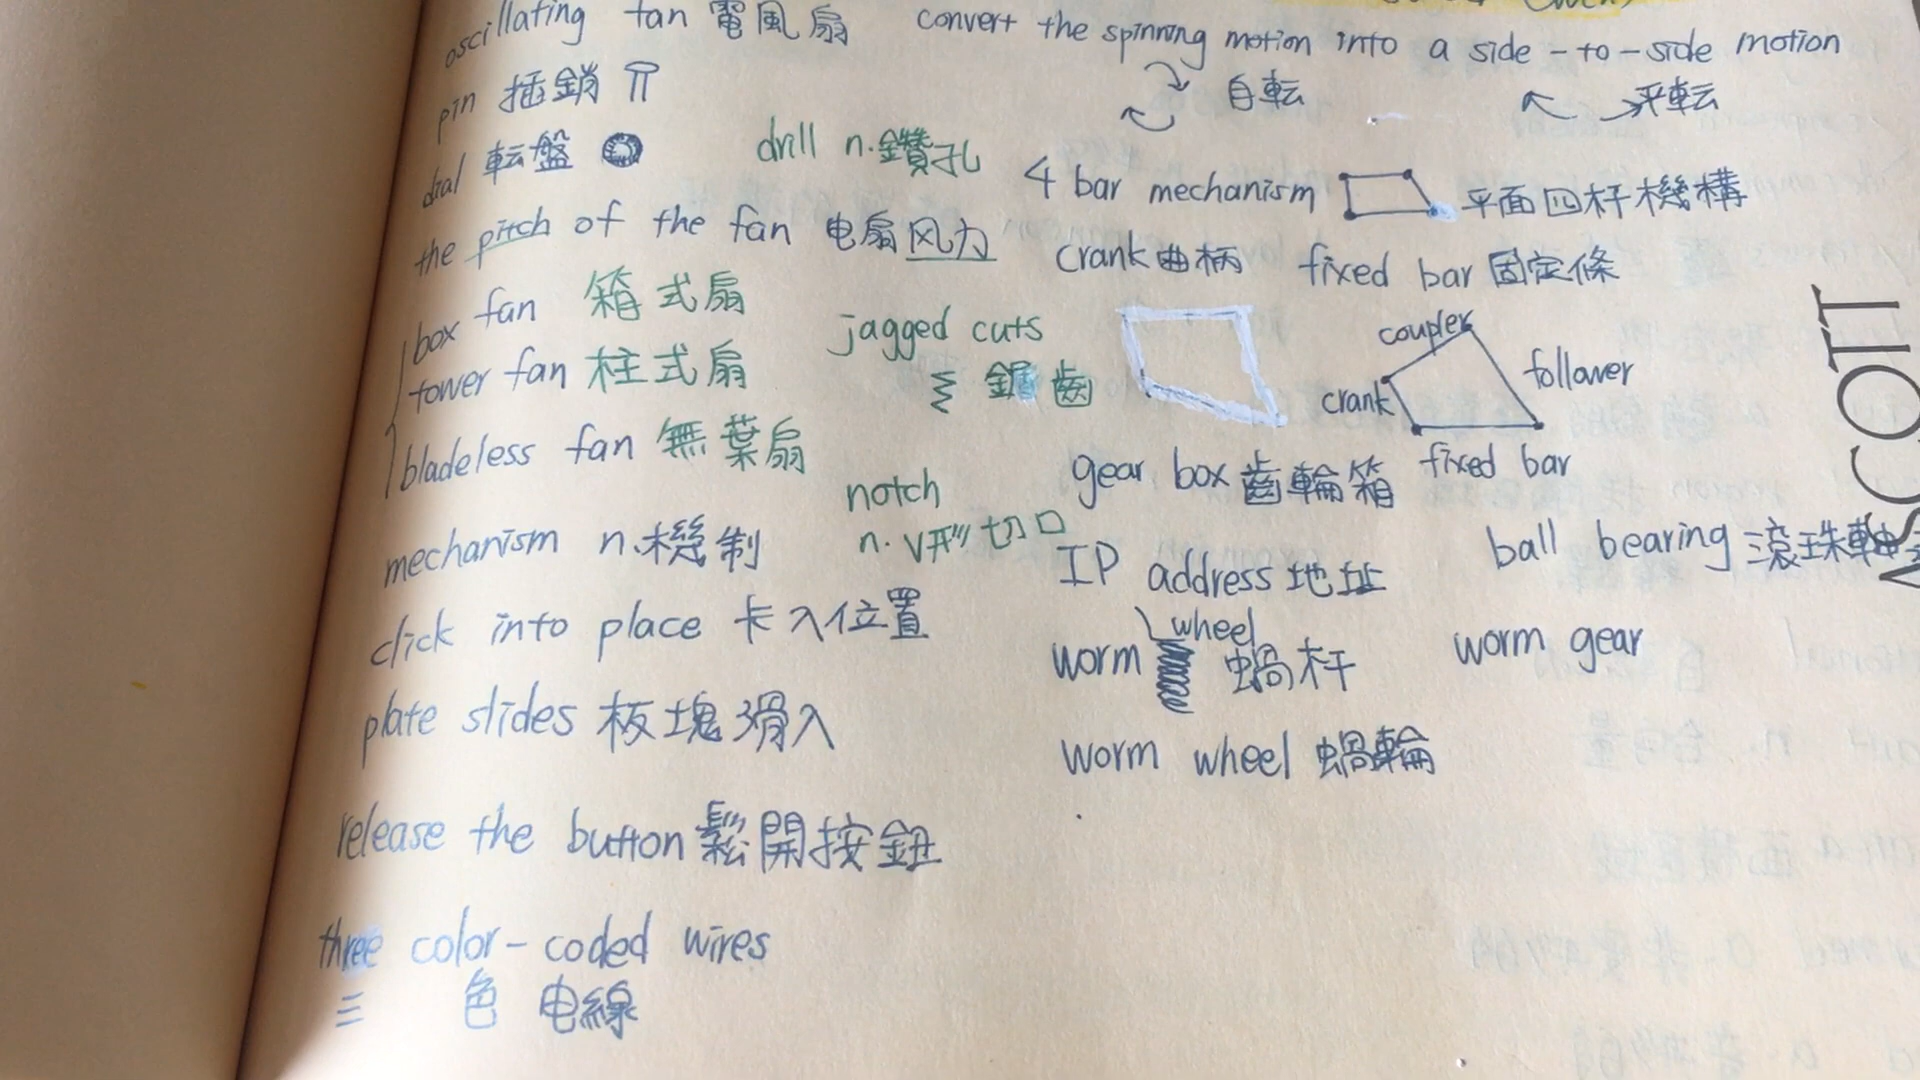 oscillating fan 電風扇
convert the spinning motion into a side-to-side motion
自転
平転
pin 插銷
dial 転盤
drill n.鑽孔
4 bar mechanism 平面四杆機構
the pitch of the fan 电扇风力
crank 曲柄 fixed bar 固定條
box fan 箱式扇
tower fan 柱式扇
bladeless fan 無葉扇
jagged cuts
鋸齒
coupler
follower
crank
fixed bar
gear box 齒輪箱
notch
n. V形切口
mechanism n.機制
IP address 地址
ball bearing 滾珠軸
click into place 卡入位置
wheel
worm 蝸杆
worm gear
plate slides 板塊滑入
worm wheel 蝸輪
release the button 鬆開按鈕
three color-coded wires
三 色 电線